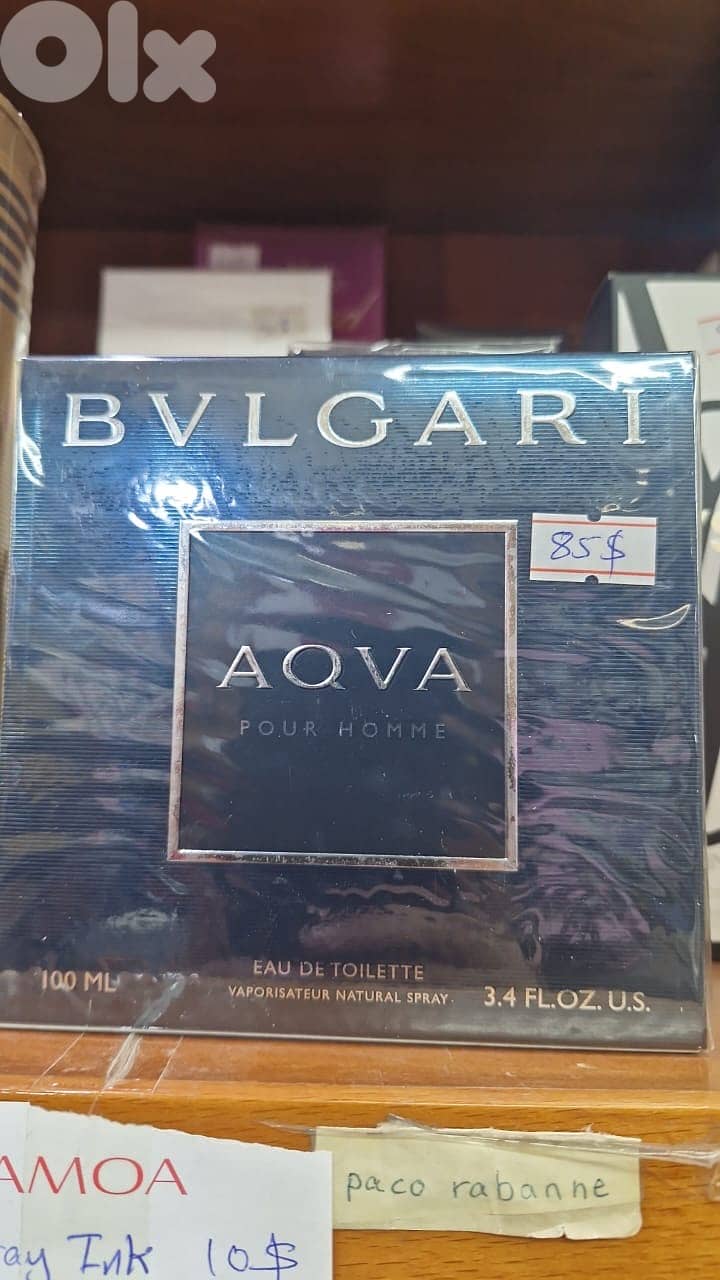 Olx
BVLGARI
85$
AQVA
POUR HOMME
100 ML
EAU DE TOILETTE
VAPORISATEUR NATURAL SPRAY
3.4 FL.OZ. U.S.
AMOA
paco rabanne
ay Ink 10$